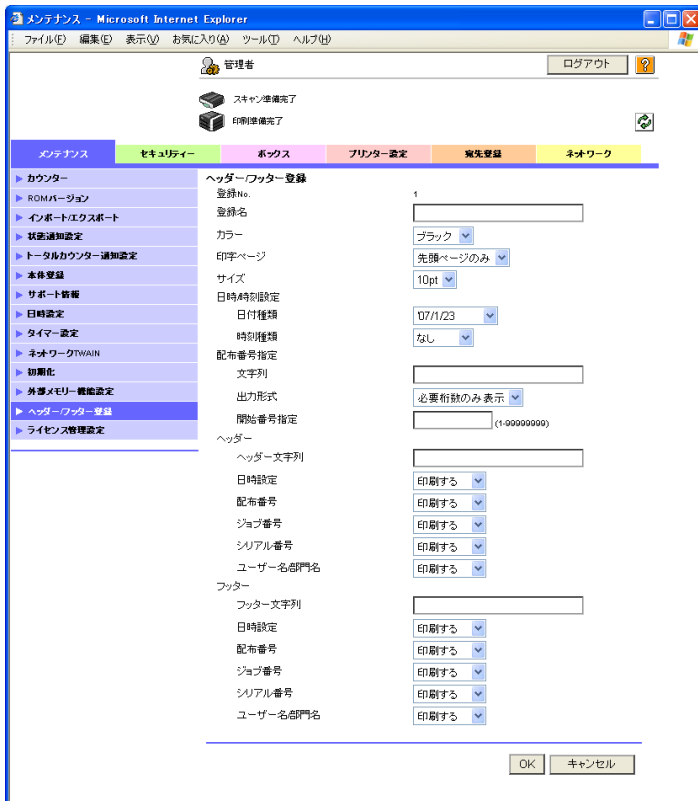 メンテナンス - Microsoft Internet Explorer
ファイル(F) 編集(E) 表示(V) お気に入り(A) ツール(T) ヘルプ(H)
管理者
ログアウト
?
スキャン準備完了
印刷準備完了
メンテナンス
セキュリティー
ボックス
プリンター設定
宛先登録
ネットワーク
カウンター
ROMバージョン
インポート/エクスポート
状態通知設定
トータルカウンター通知設定
本体登録
サポート情報
日時設定
タイマー設定
ネットワークTWAIN
初期化
外部メモリー機能設定
ヘッダー/フッター登録
ライセンス管理設定
ヘッダー/フッター登録
登録No. 1
登録名
カラー ブラック
印字ページ 先頭ページのみ
サイズ 10pt
日時/時刻設定
日付種類 '07/1/23
時刻種類 なし
配布番号指定
文字列
出力形式 必要桁数のみ表示
開始番号指定 (1-99999999)
ヘッダー
ヘッダー文字列
日時設定 印刷する
配布番号 印刷する
ジョブ番号 印刷する
シリアル番号 印刷する
ユーザー名/部門名 印刷する
フッター
フッター文字列
日時設定 印刷する
配布番号 印刷する
ジョブ番号 印刷する
シリアル番号 印刷する
ユーザー名/部門名 印刷する
OK キャンセル